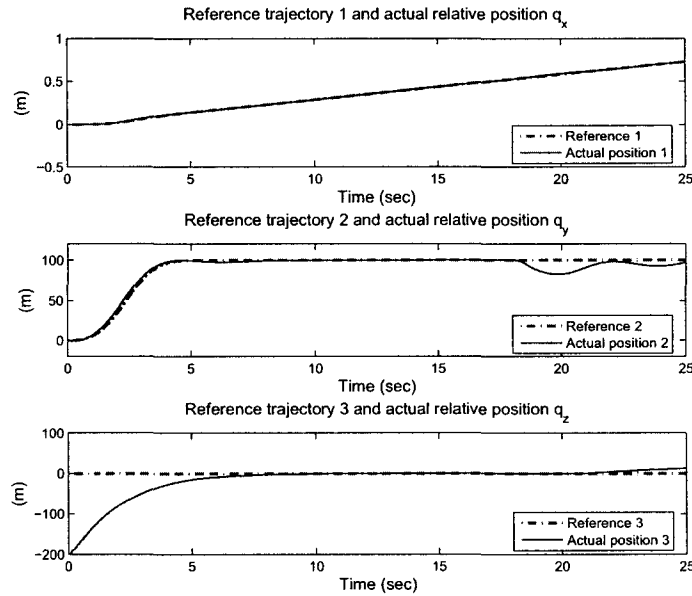 Reference trajectory 1 and actual relative position q_x
1
0.5
0
-0.5
(m)
Reference 1
Actual position 1
0 5 10 15 20 25
Time (sec)
Reference trajectory 2 and actual relative position q_y
100
50
0
(m)
Reference 2
Actual position 2
0 5 10 15 20 25
Time (sec)
Reference trajectory 3 and actual relative position q_z
100
0
-100
-200
(m)
Reference 3
Actual position 3
0 5 10 15 20 25
Time (sec)